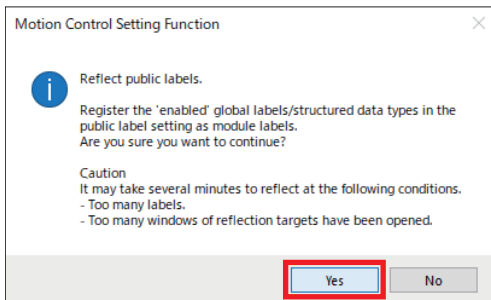 Motion Control Setting Function
Reflect public labels.
Register the 'enabled' global labels/structured data types in the
public label setting as module labels.
Are you sure you want to continue?
Caution
It may take several minutes to reflect at the following conditions.
- Too many labels.
- Too many windows of reflection targets have been opened.
Yes
No